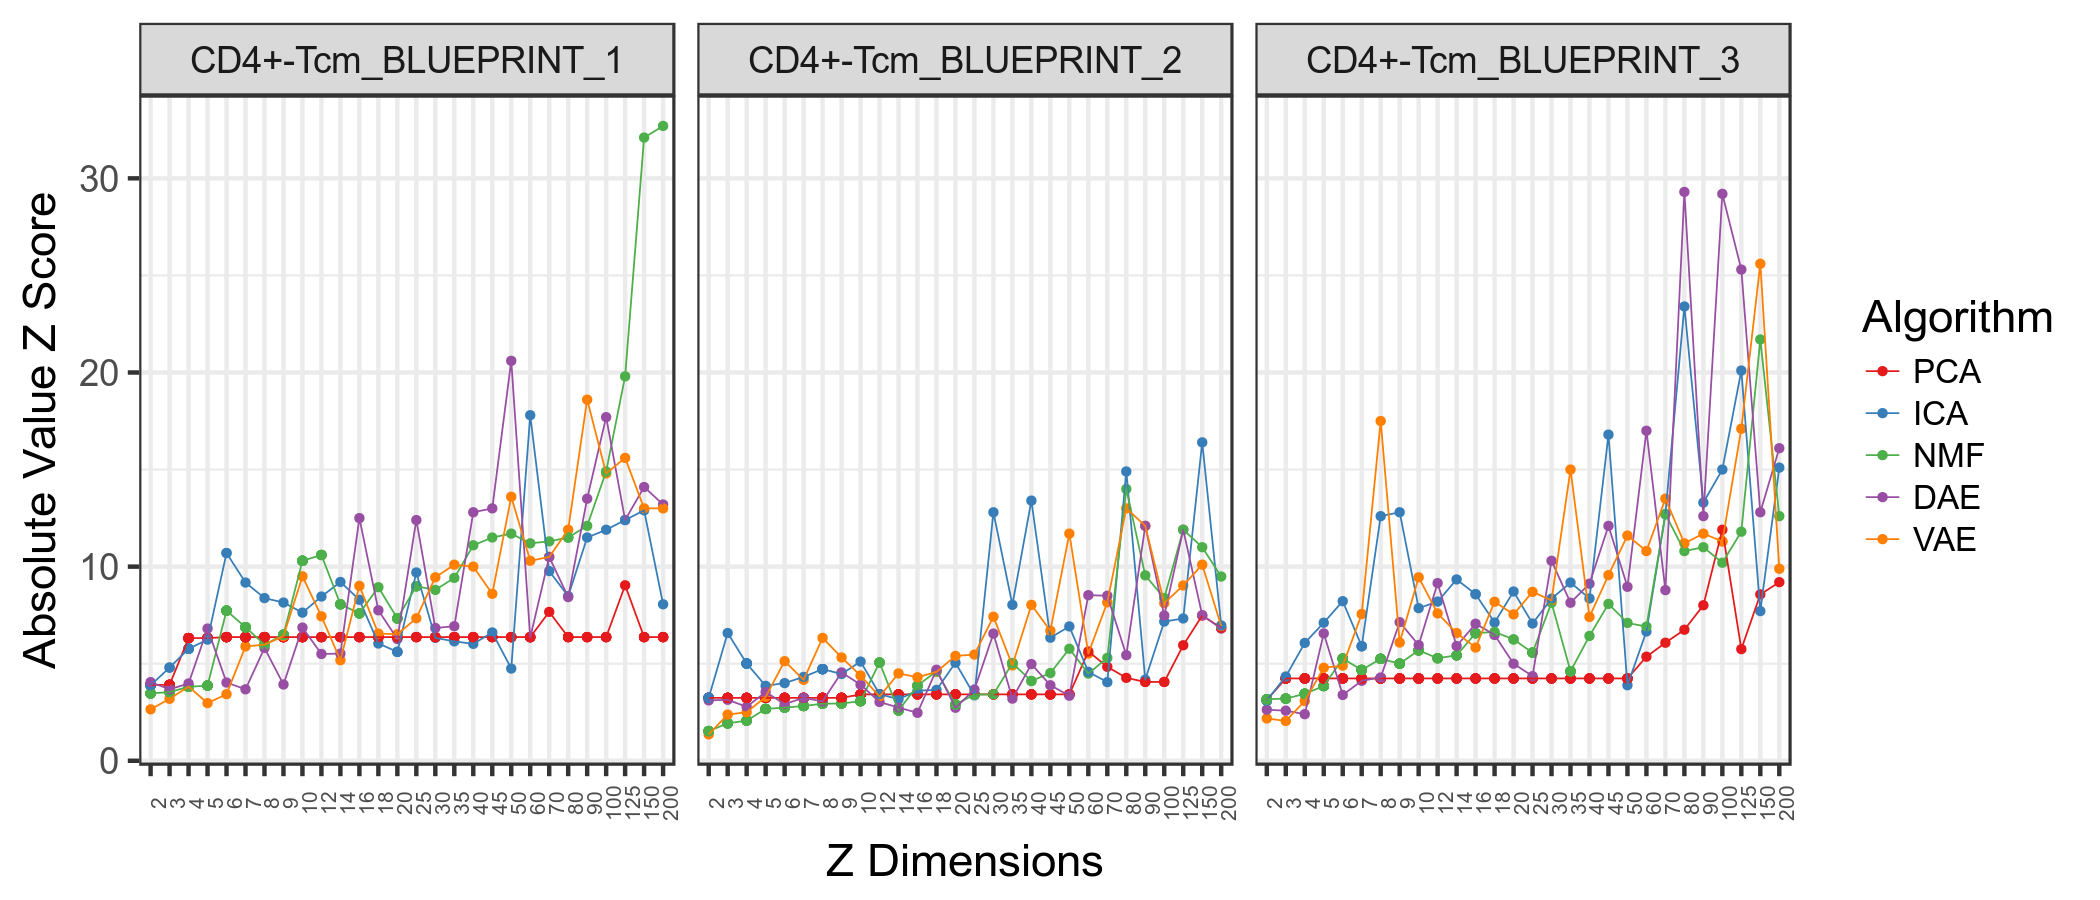 CD4+-Tcm_BLUEPRINT_1
CD4+-Tcm_BLUEPRINT_2
CD4+-Tcm_BLUEPRINT_3
Absolute Value Z Score
30
20
10
0
2 3 4 5 6 7 8 9 10 12 14 16 18 20 25 30 35 40 45 50 60 70 80 90 100 125 150 200
2 3 4 5 6 7 8 9 10 12 14 16 18 20 25 30 35 40 45 50 60 70 80 90 100 125 150 200
2 3 4 5 6 7 8 9 10 12 14 16 18 20 25 30 35 40 45 50 60 70 80 90 100 125 150 200
Z Dimensions
Algorithm
PCA
ICA
NMF
DAE
VAE